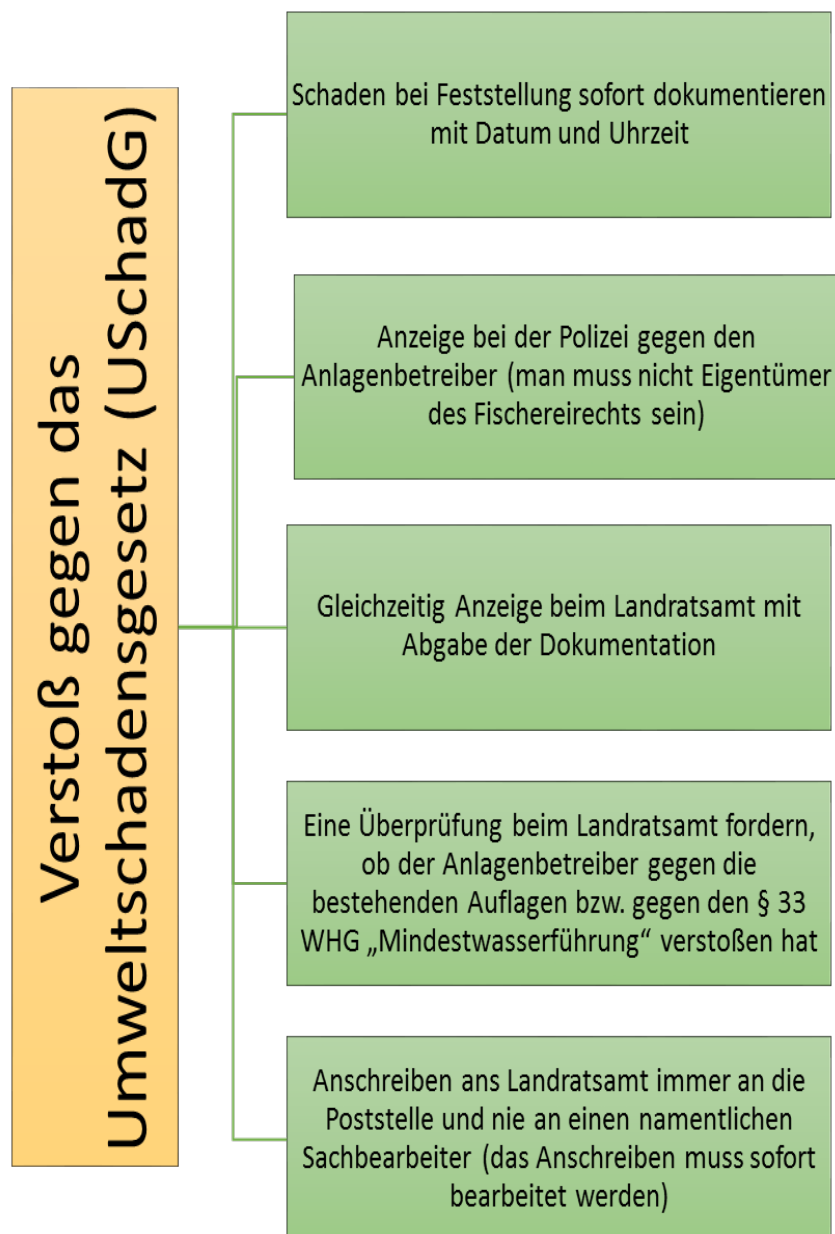 Verstoß gegen das
Umweltschadensgesetz (USchadG)
Schaden bei Feststellung sofort dokumentieren
mit Datum und Uhrzeit
Anzeige bei der Polizei gegen den
Anlagenbetreiber (man muss nicht Eigentümer
des Fischereirechts sein)
Gleichzeitig Anzeige beim Landratsamt mit
Abgabe der Dokumentation
Eine Überprüfung beim Landratsamt fordern,
ob der Anlagenbetreiber gegen die
bestehenden Auflagen bzw. gegen den § 33
WHG „Mindestwasserführung“ verstoßen hat
Anschreiben ans Landratsamt immer an die
Poststelle und nie an einen namentlichen
Sachbearbeiter (das Anschreiben muss sofort
bearbeitet werden)